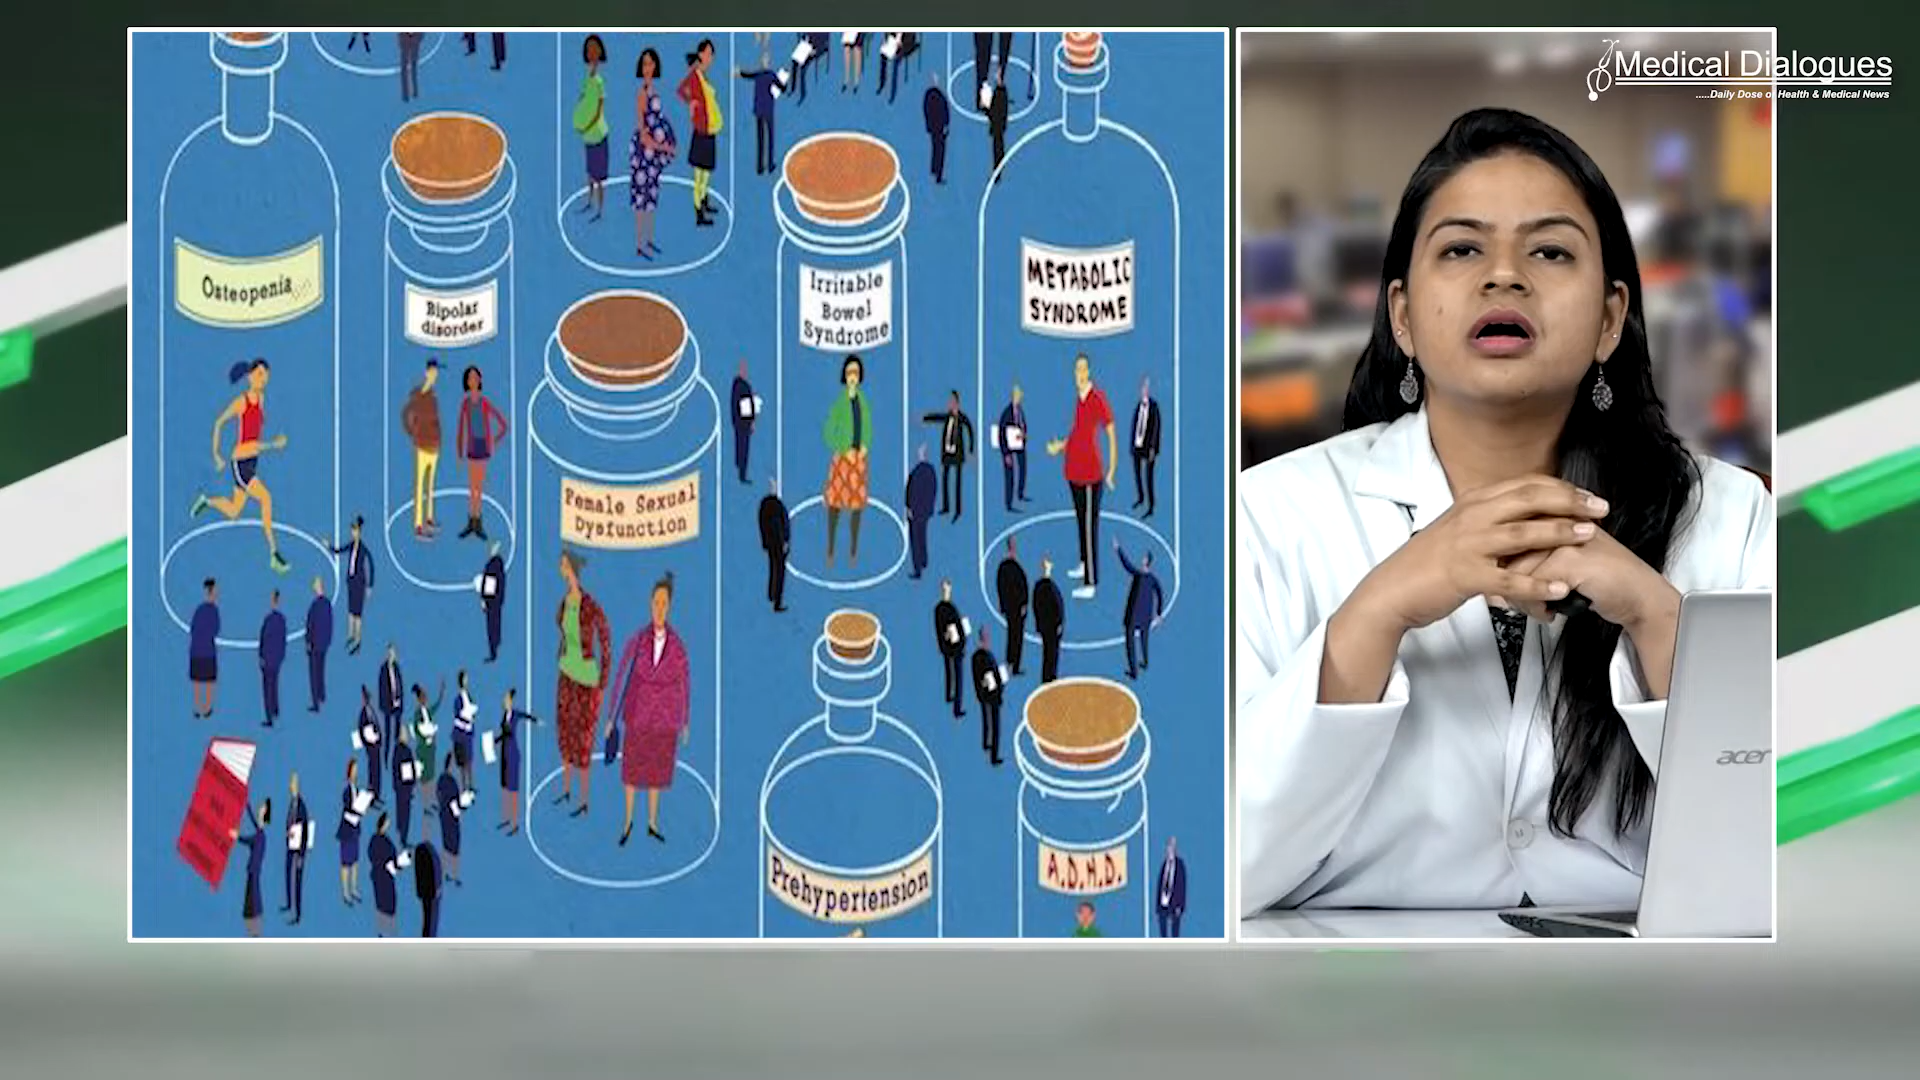 Medical Dialogues
.....Daily Dose of Health & Medical News
Osteopenia
Bipolar
disorder
Irritable
Bowel
Syndrome
METABOLIC
SYNDROME
Female Sexual
Dysfunction
Prehypertension
A.D.H.D.
acer